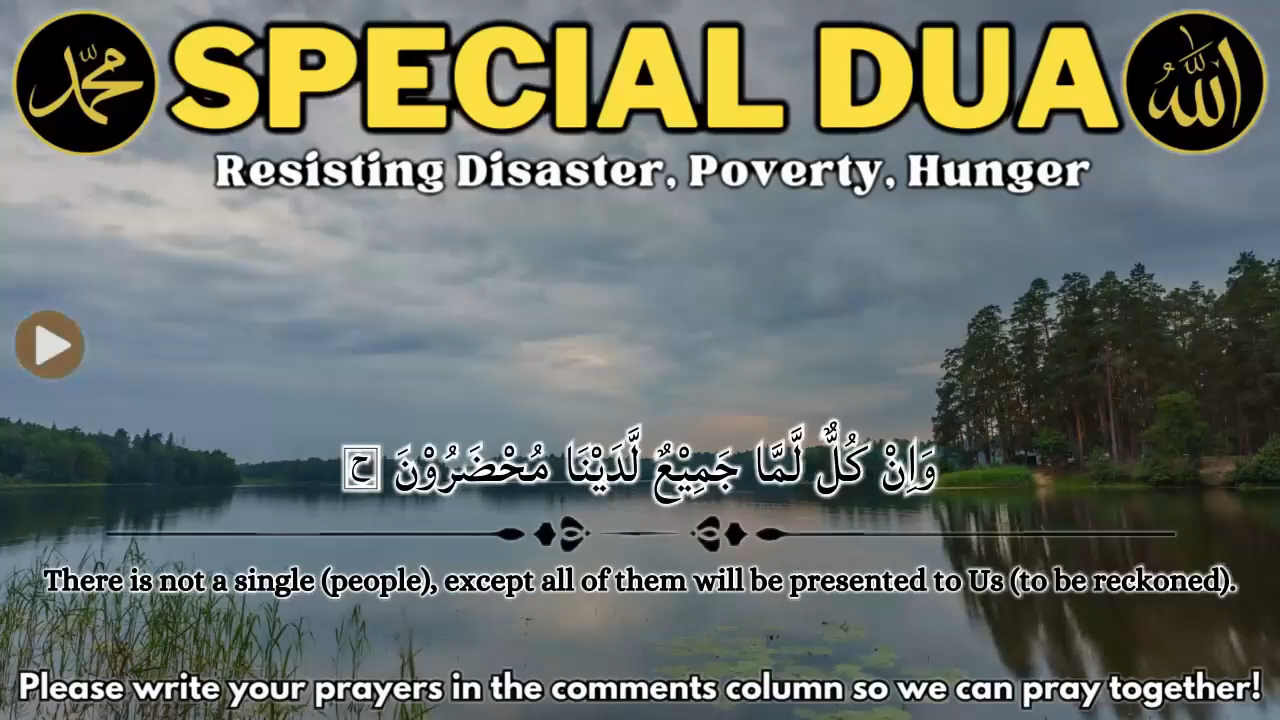 محمد
SPECIAL DUA
الله
Resisting Disaster, Poverty, Hunger
وَاِنْ كُلٌّ لَّمَّا جَمِيْعٌ لَّدَيْنَا مُحْضَرُوْنَ ࣖ
There is not a single (people), except all of them will be presented to Us (to be reckoned).
Please write your prayers in the comments column so we can pray together!